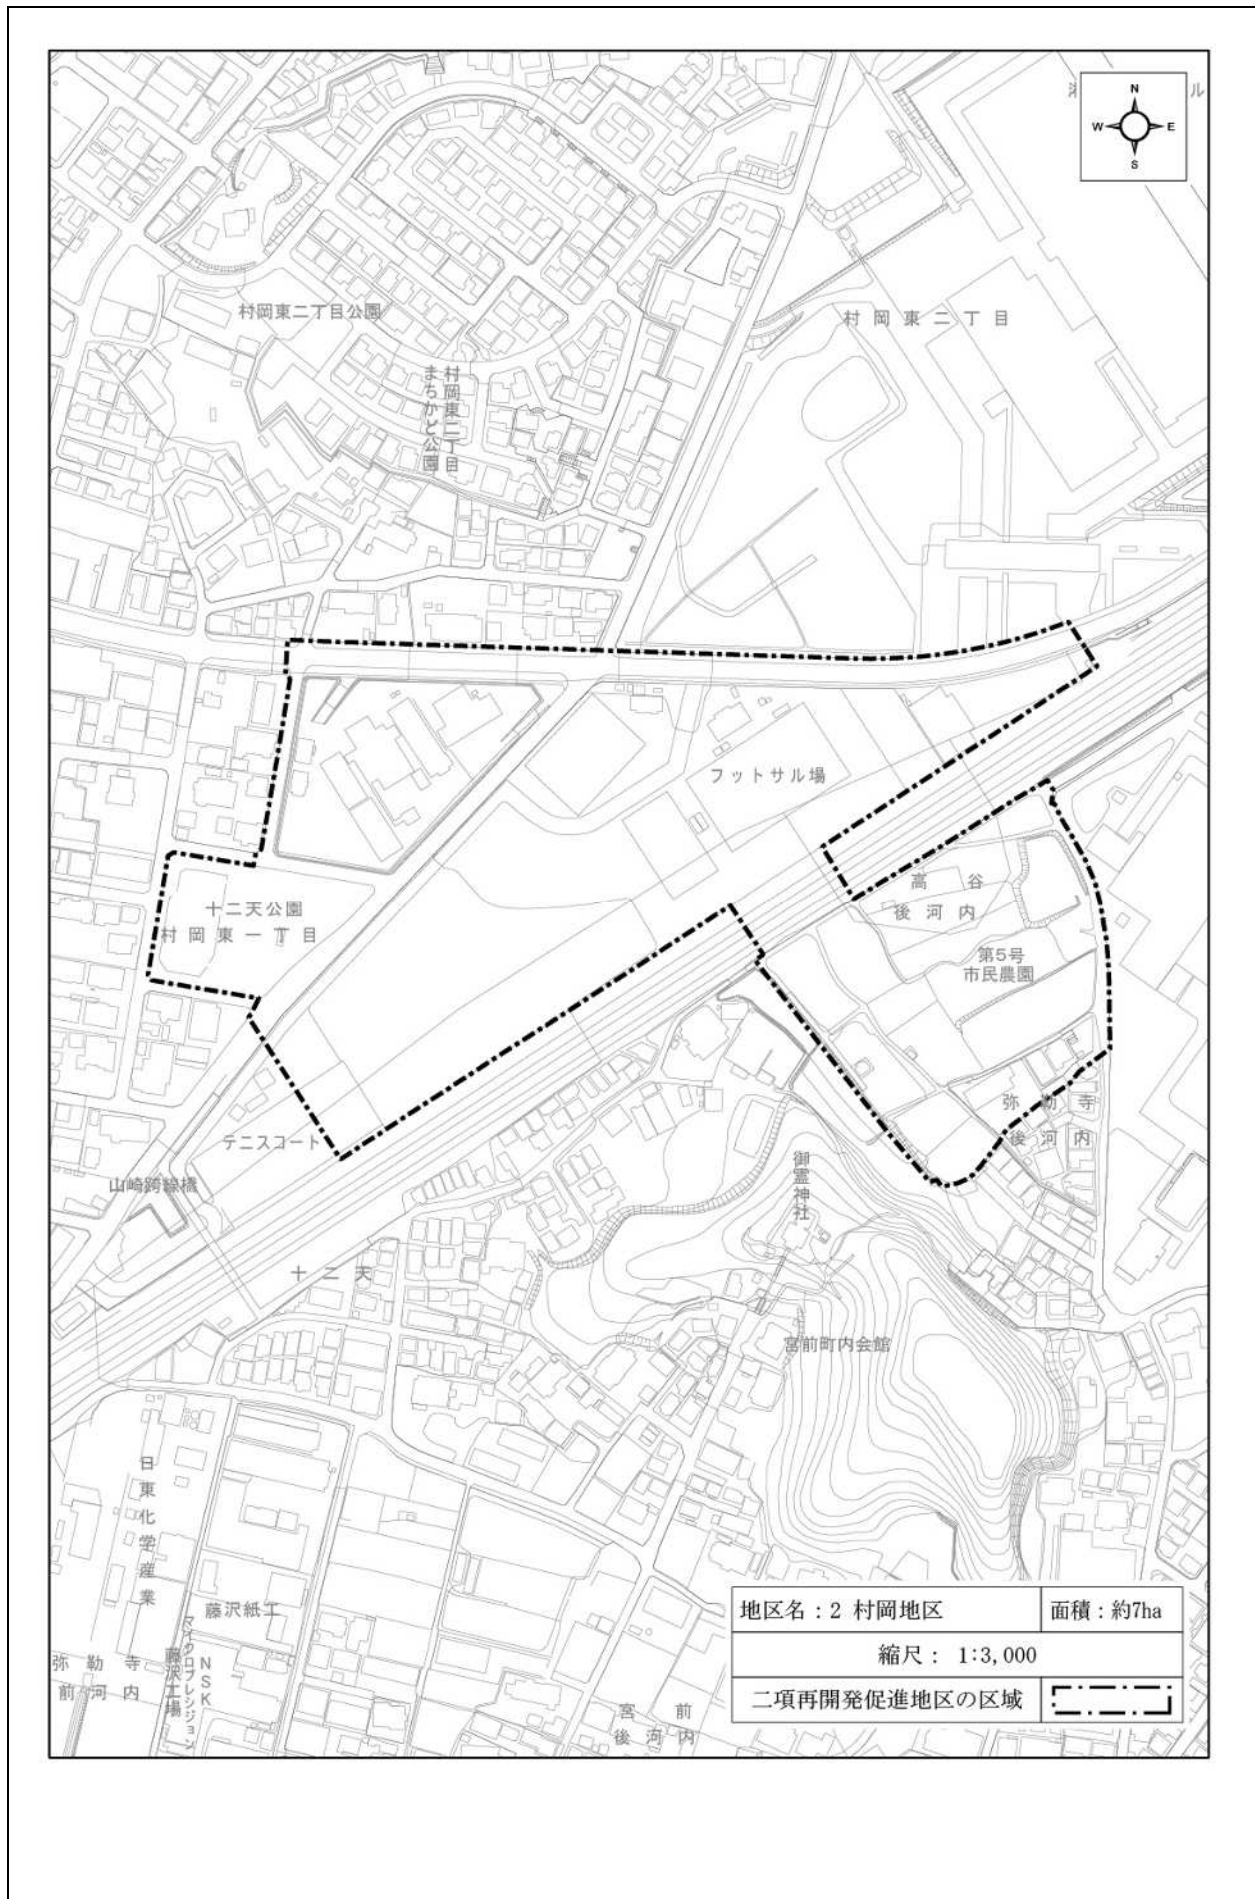 N
W E
S
ル
村岡東二丁目公園
村岡東二丁目
村岡東二丁目
まちかど公園
フットサル場
高谷
後河内
十二天公園
村岡東一丁目
第5号
市民農園
弥勒寺
後河内
テニスコート
御霊神社
山崎跨線橋
十二天
宮前町内会館
日東化学産業
藤沢紙工
弥勒寺
前河内
NSK
マイクロプレシジョン
藤沢工場
宮前
後河内
地区名：2 村岡地区
面積：約7ha
縮尺： 1:3,000
二項再開発促進地区の区域